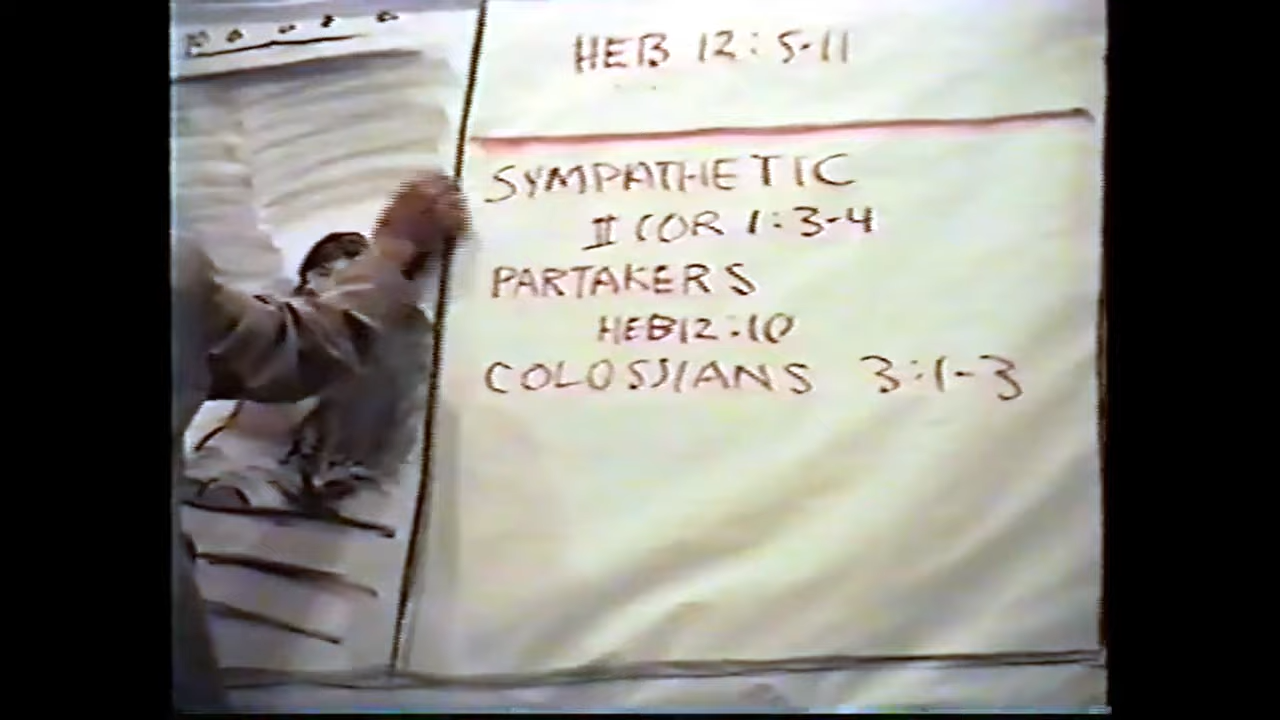 HEB 12:5-11
SYMPATHETIC
II COR 1:3-4
PARTAKERS
HEB12:10
COLOSSIANS 3:1-3